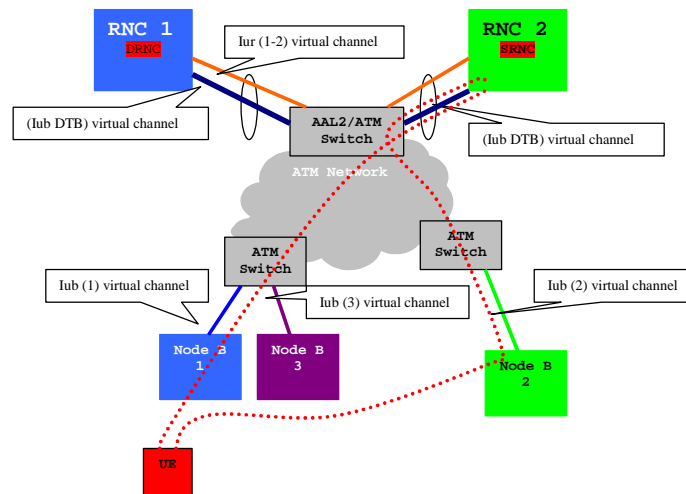 RNC 1
DRNC
Iur (1-2) virtual channel
RNC 2
SRNC
(Iub DTB) virtual channel
AAL2/ATM
Switch
(Iub DTB) virtual channel
ATM Network
ATM
Switch
ATM
Switch
Iub (1) virtual channel
Iub (3) virtual channel
Iub (2) virtual channel
Node B
1
Node B
3
Node B
2
UE